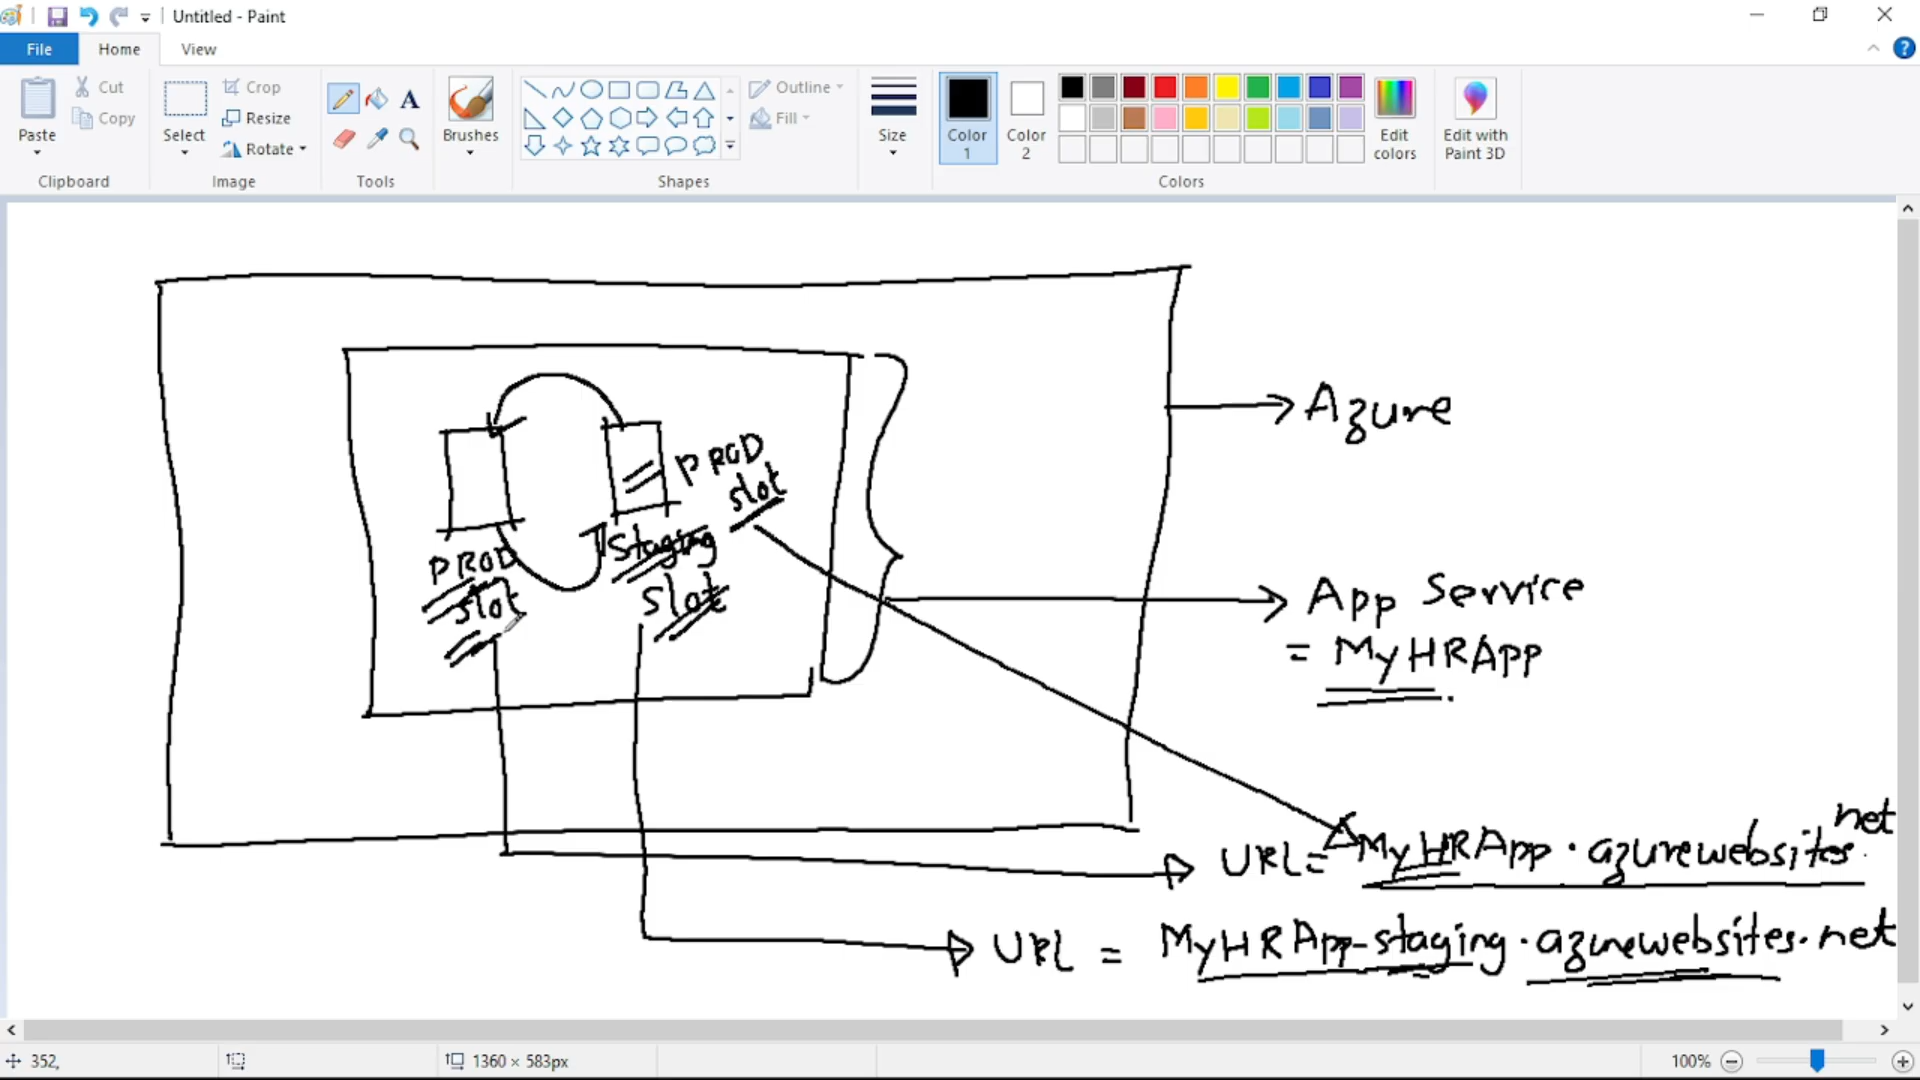 Untitled - Paint
File
Home
View
Paste
Cut
Copy
Clipboard
Select
Crop
Resize
Rotate
Image
A
Tools
Brushes
Outline
Fill
Shapes
Size
Color
1
Color
2
Edit
colors
Colors
Edit with
Paint 3D
PROD
slot
Staging
slot
PROD
slot
Azure
App Service
= MyHRApp
URL= MyHRApp.azurewebsites.net
URL = MyHRApp-staging.azurewebsites.net
352,
1360 × 583px
100%